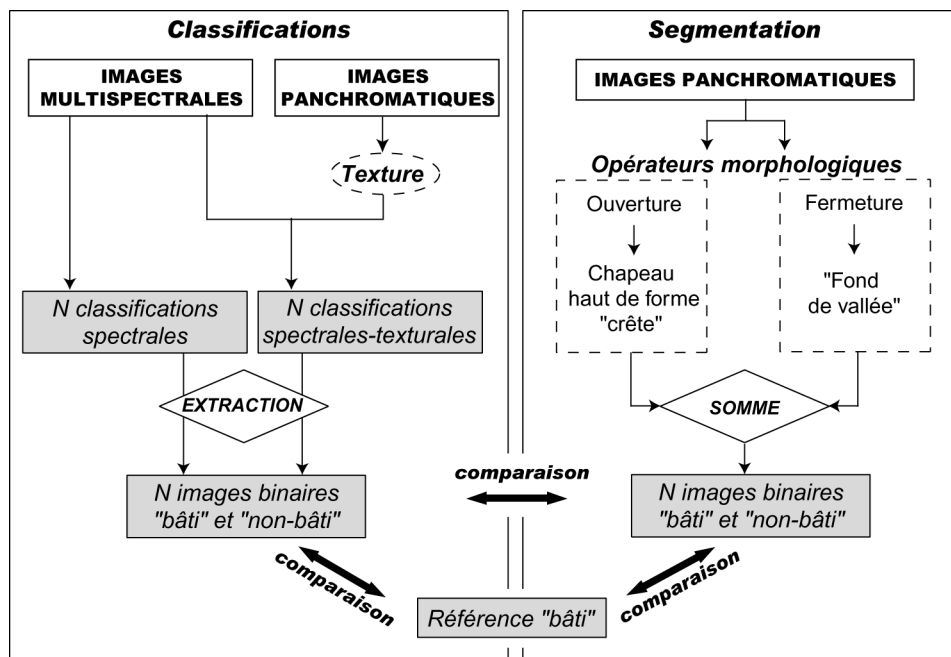 Classifications
IMAGES
MULTISPECTRALES
IMAGES
PANCHROMATIQUES
Texture
N classifications
spectrales
N classifications
spectrales-texturales
EXTRACTION
N images binaires
"bâti" et "non-bâti"
Segmentation
IMAGES PANCHROMATIQUES
Opérateurs morphologiques
Ouverture
Chapeau
haut de forme
"crête"
Fermeture
"Fond
de vallée"
SOMME
N images binaires
"bâti" et "non-bâti"
comparaison
comparaison
comparaison
Référence "bâti"